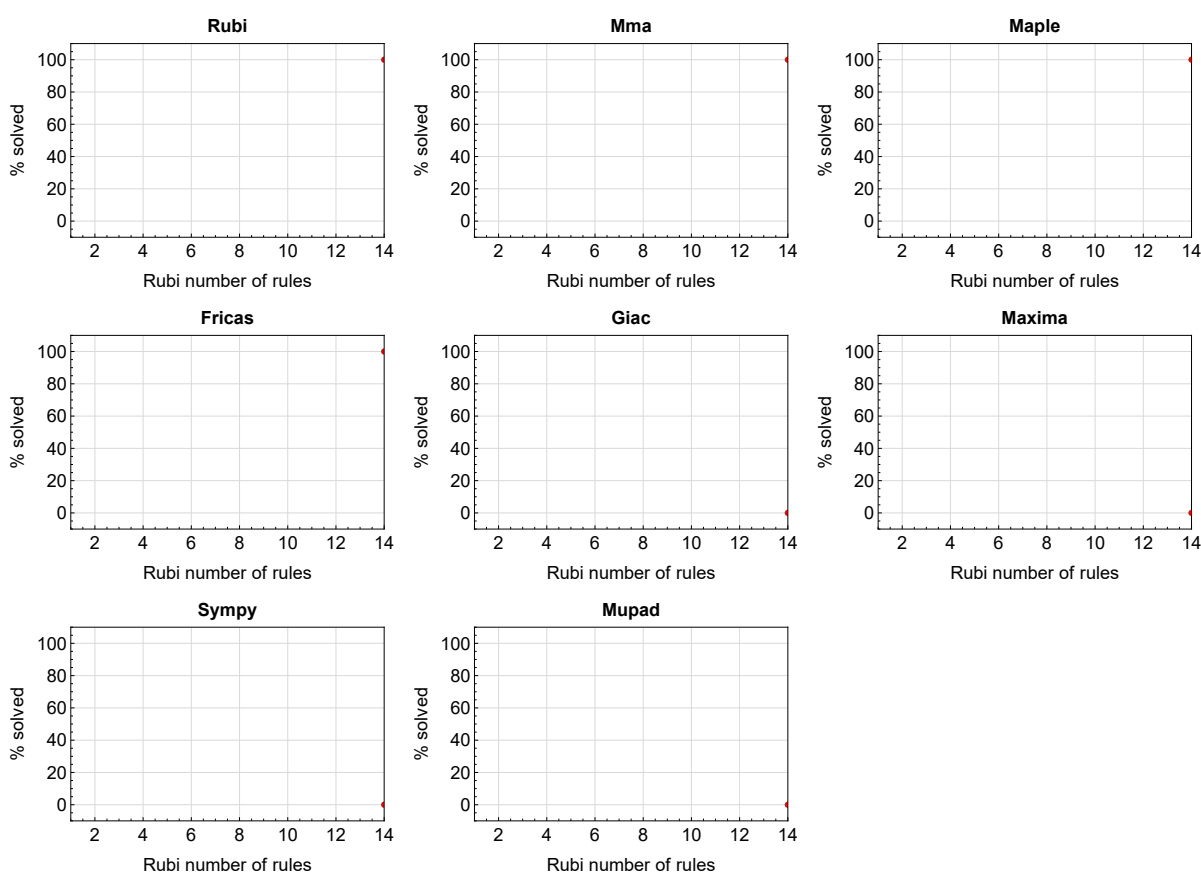 Rubi Mma Maple
100 100 100
80 80 80
60 60 60
40 40 40
20 20 20
0 0 0
% solved % solved % solved
2 4 6 8 10 12 14 2 4 6 8 10 12 14 2 4 6 8 10 12 14
Rubi number of rules Rubi number of rules Rubi number of rules
Fricas Giac Maxima
100 100 100
80 80 80
60 60 60
40 40 40
20 20 20
0 0 0
% solved % solved % solved
2 4 6 8 10 12 14 2 4 6 8 10 12 14 2 4 6 8 10 12 14
Rubi number of rules Rubi number of rules Rubi number of rules
Sympy Mupad
100 100
80 80
60 60
40 40
20 20
0 0
% solved % solved
2 4 6 8 10 12 14 2 4 6 8 10 12 14
Rubi number of rules Rubi number of rules